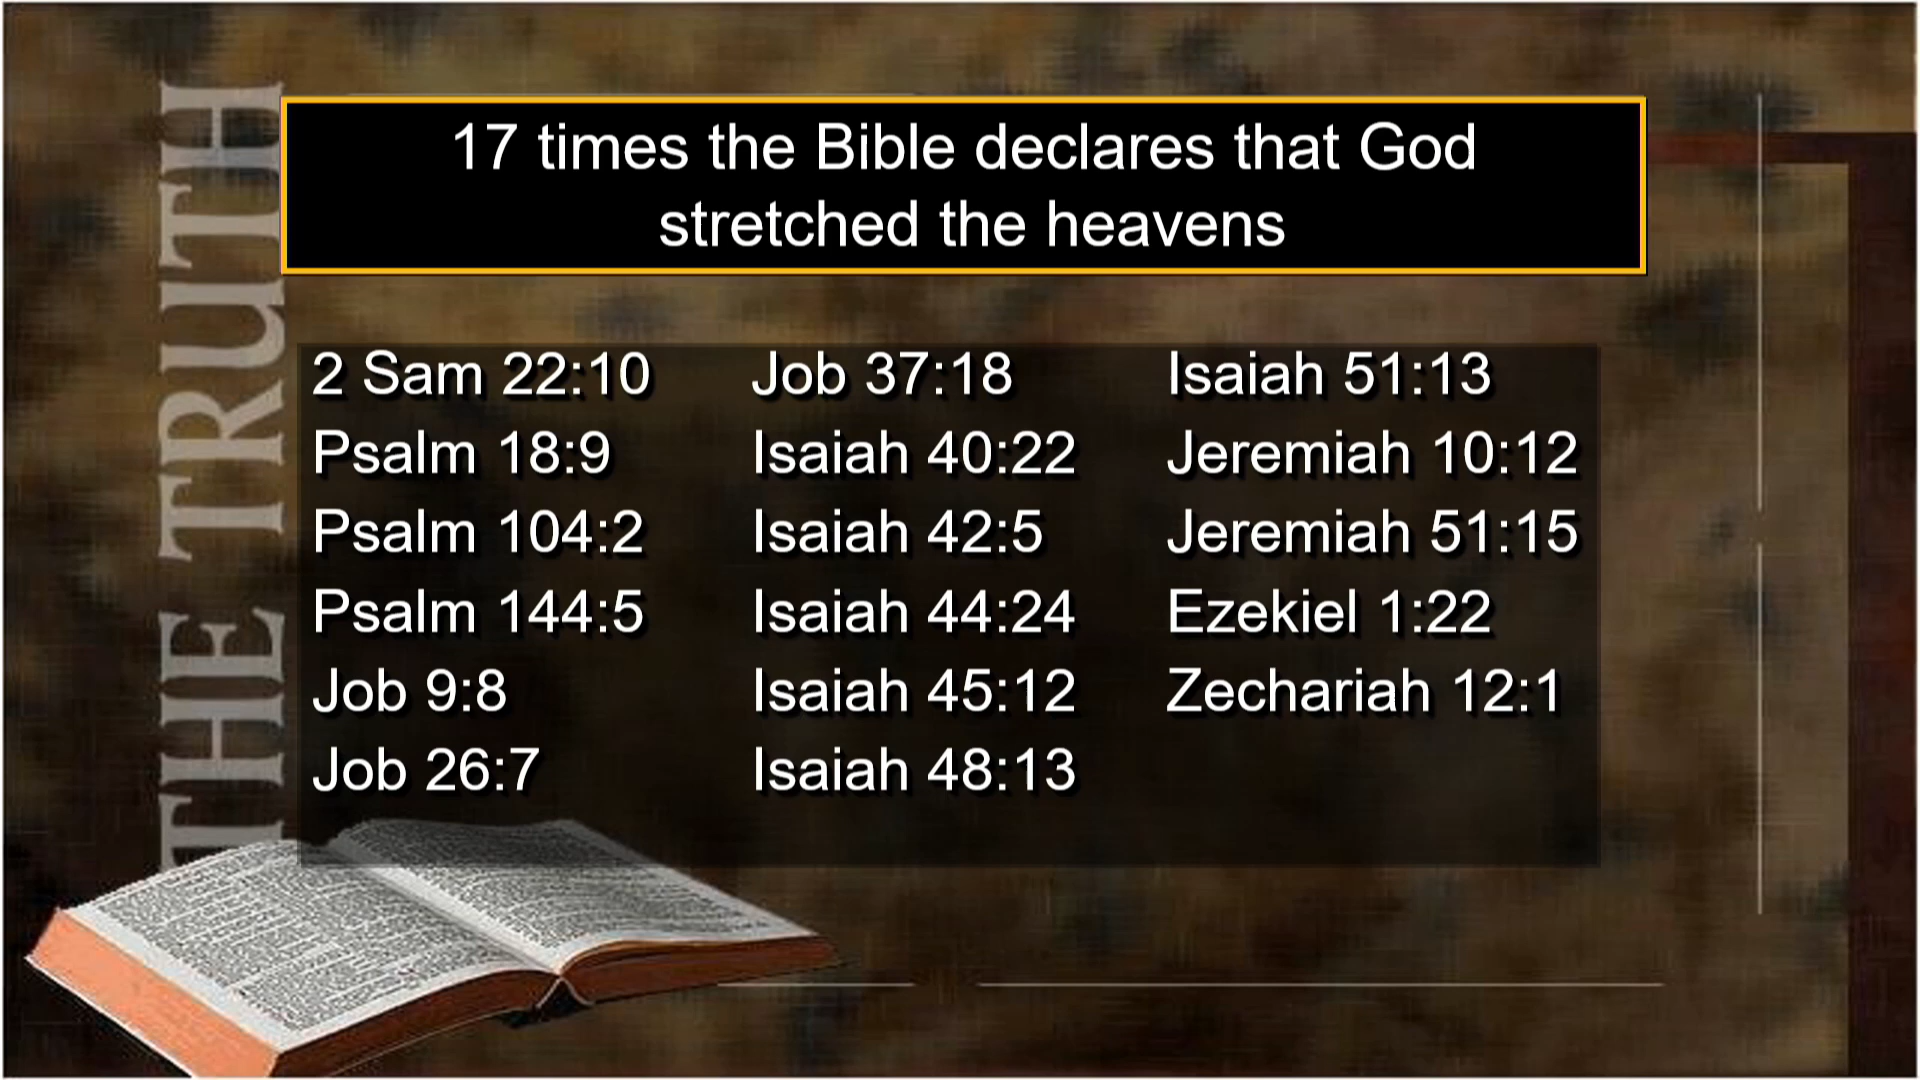 THE TRUTH
17 times the Bible declares that God
stretched the heavens
2 Sam 22:10
Psalm 18:9
Psalm 104:2
Psalm 144:5
Job 9:8
Job 26:7
Job 37:18
Isaiah 40:22
Isaiah 42:5
Isaiah 44:24
Isaiah 45:12
Isaiah 48:13
Isaiah 51:13
Jeremiah 10:12
Jeremiah 51:15
Ezekiel 1:22
Zechariah 12:1